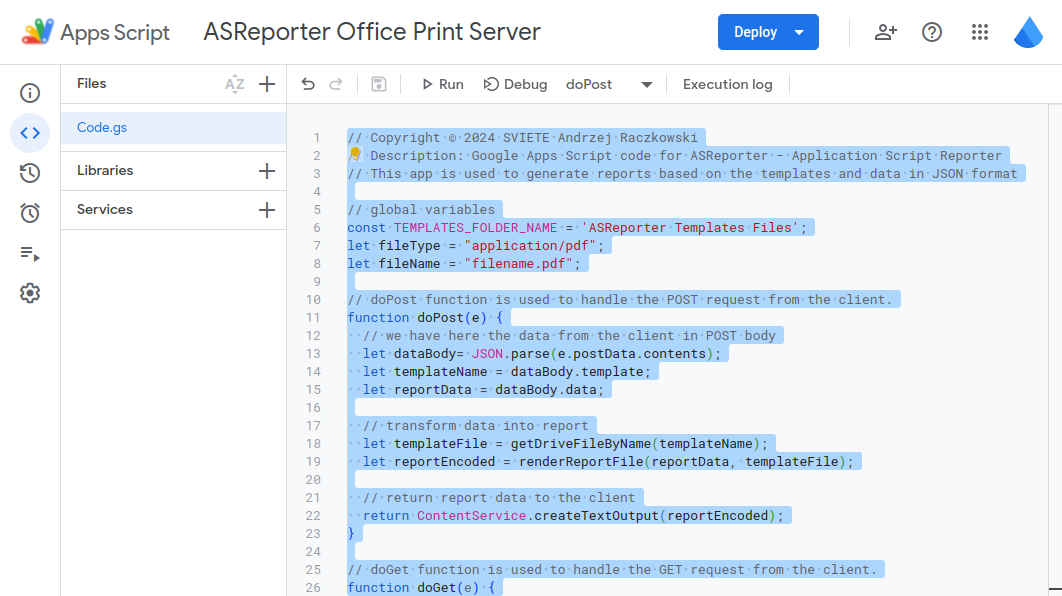 Apps Script
ASReporter Office Print Server
Deploy
Files
AZ
Run
Debug
doPost
Execution log
Code.gs
Libraries
Services
1 // Copyright © 2024 SVIETE Andrzej Raczkowski
2 // Description: Google Apps Script code for ASReporter - Application Script Reporter
3 // This app is used to generate reports based on the templates and data in JSON format
4
5 // global variables
6 const TEMPLATES_FOLDER_NAME = 'ASReporter Templates Files';
7 let fileType = "application/pdf";
8 let fileName = "filename.pdf";
9
10 // doPost function is used to handle the POST request from the client.
11 function doPost(e) {
12   // we have here the data from the client in POST body
13   let dataBody= JSON.parse(e.postData.contents);
14   let templateName = dataBody.template;
15   let reportData = dataBody.data;
16
17   // transform data into report
18   let templateFile = getDriveFileByName(templateName);
19   let reportEncoded = renderReportFile(reportData, templateFile);
20
21   // return report data to the client
22   return ContentService.createTextOutput(reportEncoded);
23 }
24
25 // doGet function is used to handle the GET request from the client.
26 function doGet(e) {